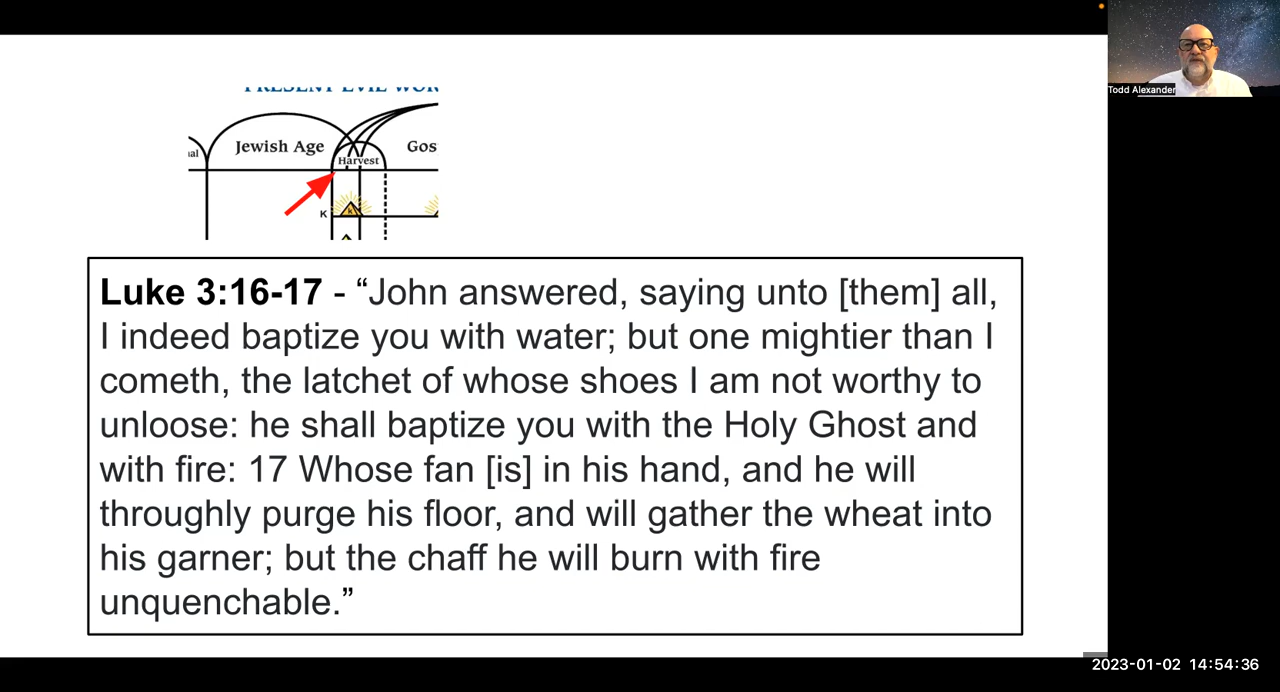 PRESENT EVIL WOR
Todd Alexander
nal
Jewish Age
Harvest
Gos
K
k
Luke 3:16-17 - “John answered, saying unto [them] all,
I indeed baptize you with water; but one mightier than I
cometh, the latchet of whose shoes I am not worthy to
unloose: he shall baptize you with the Holy Ghost and
with fire: 17 Whose fan [is] in his hand, and he will
throughly purge his floor, and will gather the wheat into
his garner; but the chaff he will burn with fire
unquenchable.”
2023-01-02 14:54:36